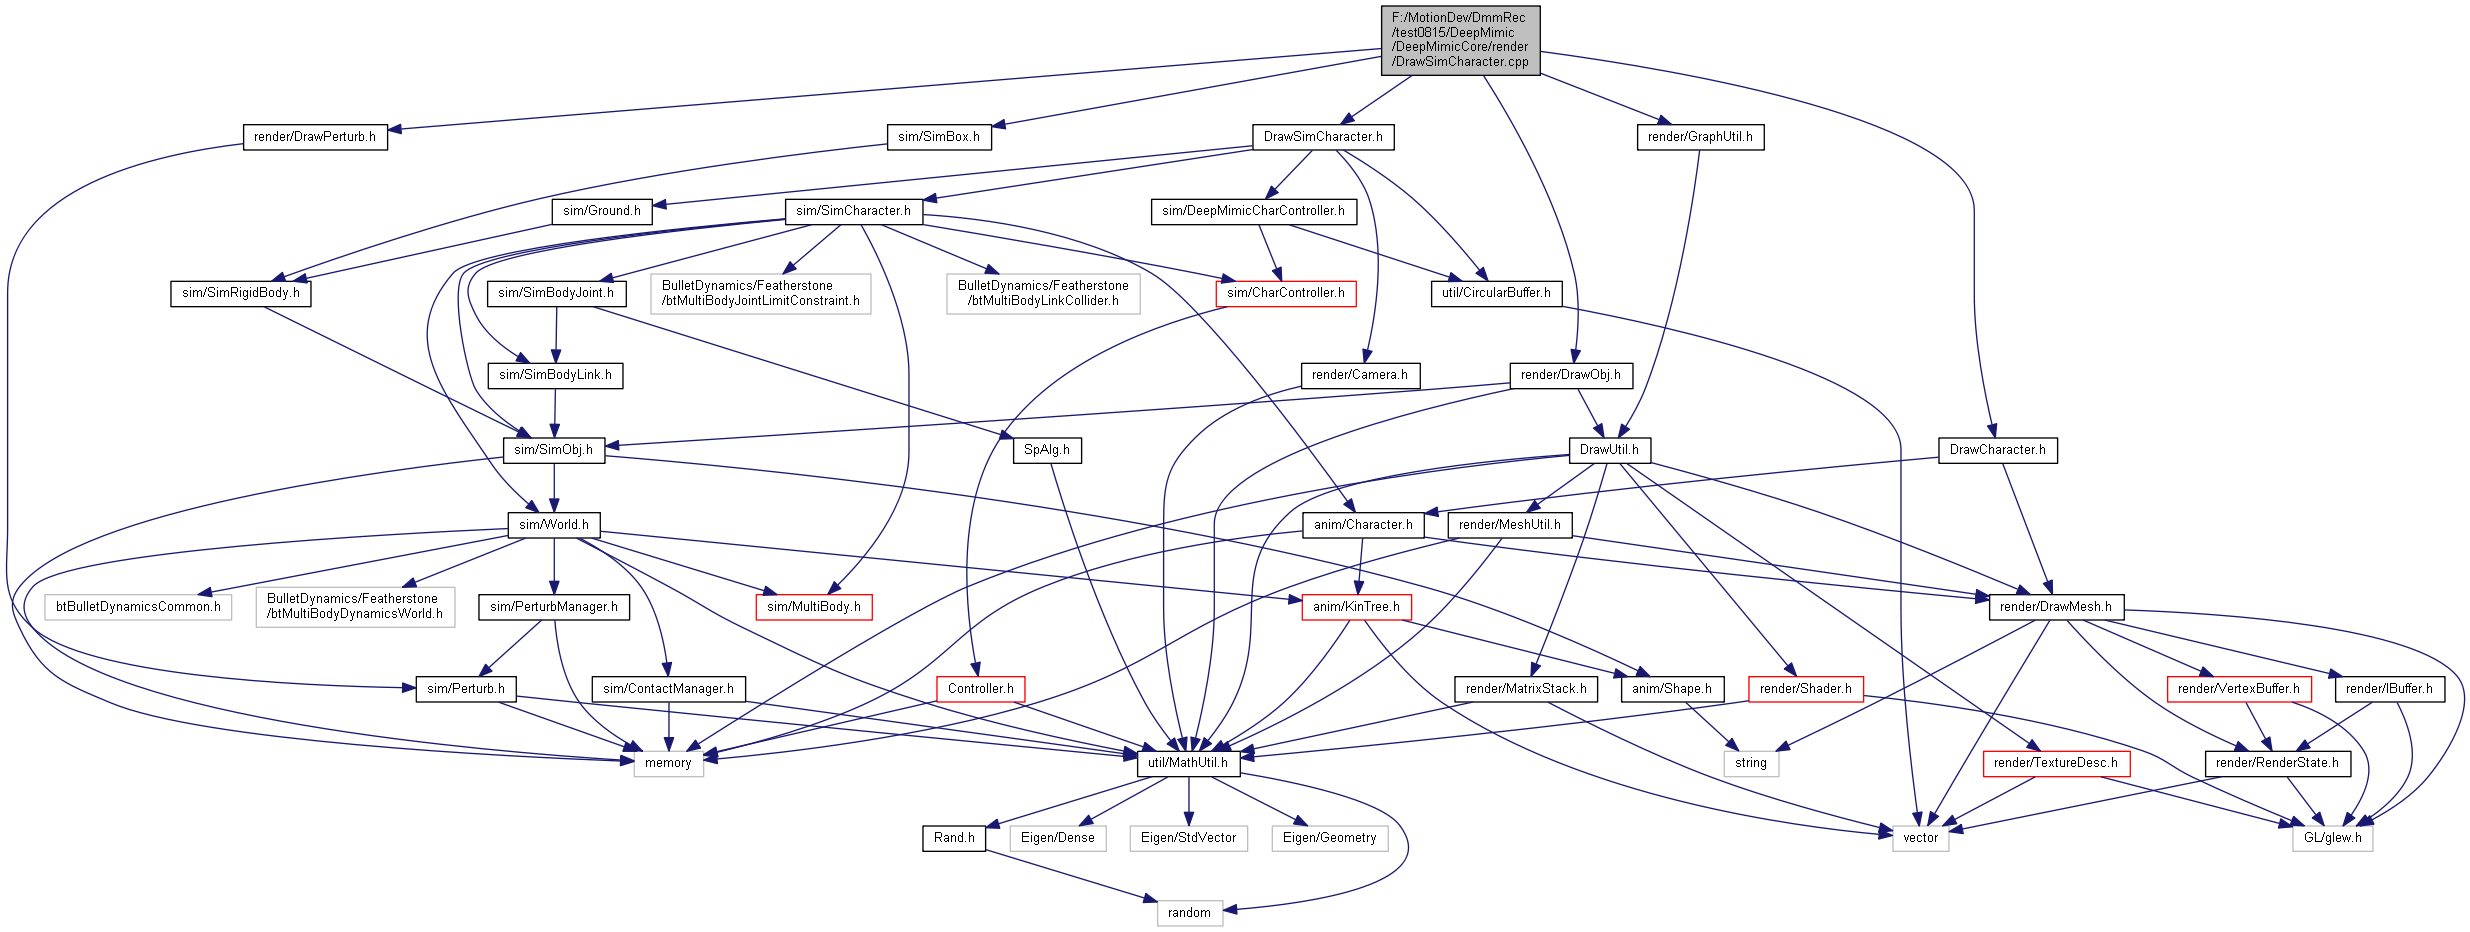 F:/MotionDev/DmmRec
/test0815/DeepMimic
/DeepMimicCore/render
/DrawSimCharacter.cpp
render/DrawPerturb.h
sim/SimBox.h
DrawSimCharacter.h
render/GraphUtil.h
sim/Ground.h
sim/SimCharacter.h
sim/DeepMimicCharController.h
sim/SimRigidBody.h
sim/SimBodyJoint.h
BulletDynamics/Featherstone
/btMultiBodyJointLimitConstraint.h
BulletDynamics/Featherstone
/btMultiBodyLinkCollider.h
sim/CharController.h
util/CircularBuffer.h
sim/SimBodyLink.h
render/Camera.h
render/DrawObj.h
sim/SimObj.h
SpAlg.h
DrawUtil.h
DrawCharacter.h
sim/World.h
anim/Character.h
render/MeshUtil.h
btBulletDynamicsCommon.h
BulletDynamics/Featherstone
/btMultiBodyDynamicsWorld.h
sim/PerturbManager.h
sim/MultiBody.h
anim/KinTree.h
render/DrawMesh.h
sim/Perturb.h
sim/ContactManager.h
Controller.h
render/MatrixStack.h
anim/Shape.h
render/Shader.h
render/VertexBuffer.h
render/IBuffer.h
memory
util/MathUtil.h
string
render/TextureDesc.h
render/RenderState.h
Rand.h
Eigen/Dense
Eigen/StdVector
Eigen/Geometry
vector
GL/glew.h
random